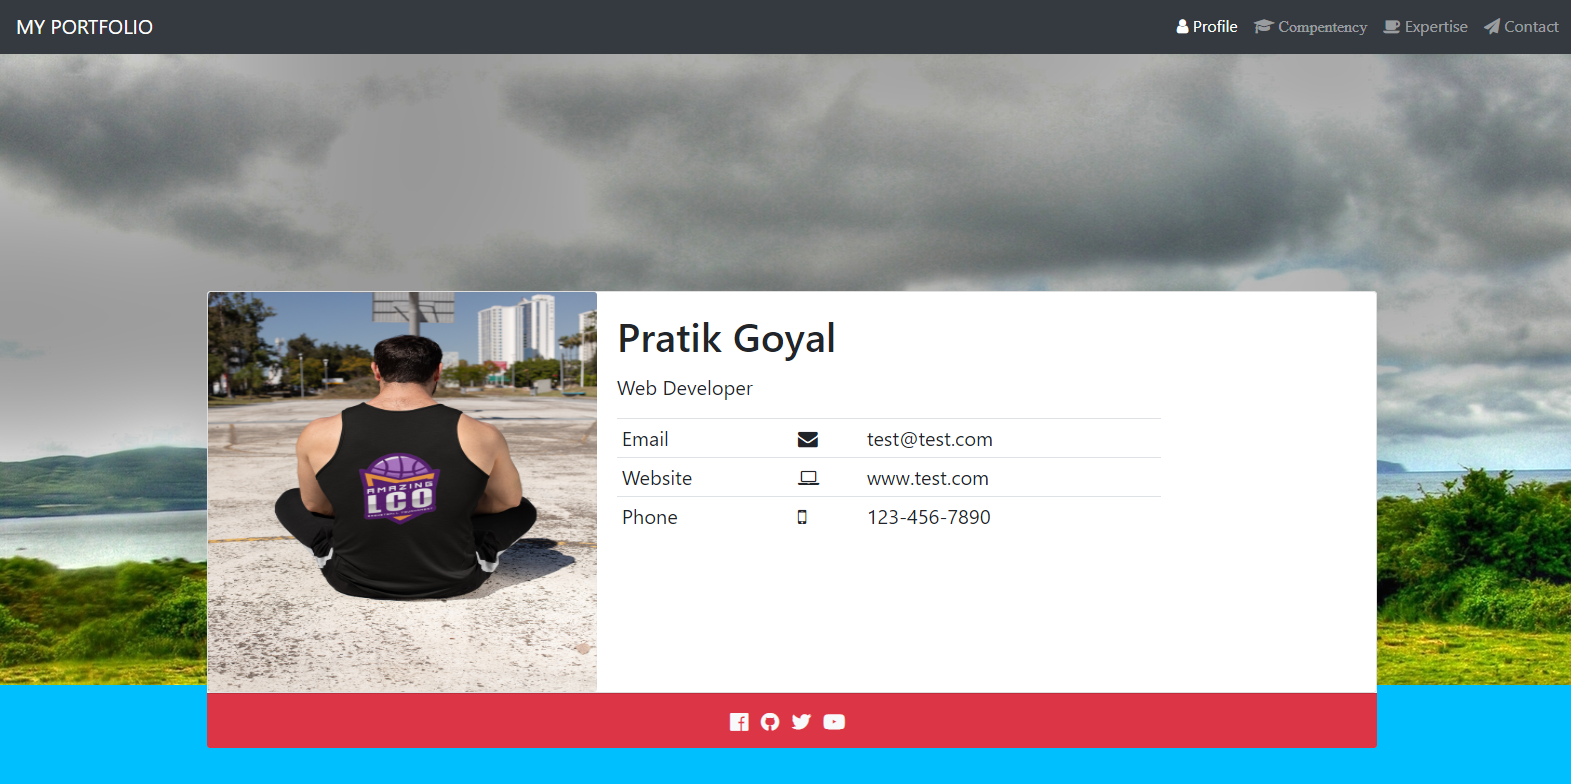 MY PORTFOLIO
Profile Compentency Expertise Contact
Pratik Goyal
Web Developer
Email test@test.com
Website www.test.com
Phone 123-456-7890
AMAZING
LCO